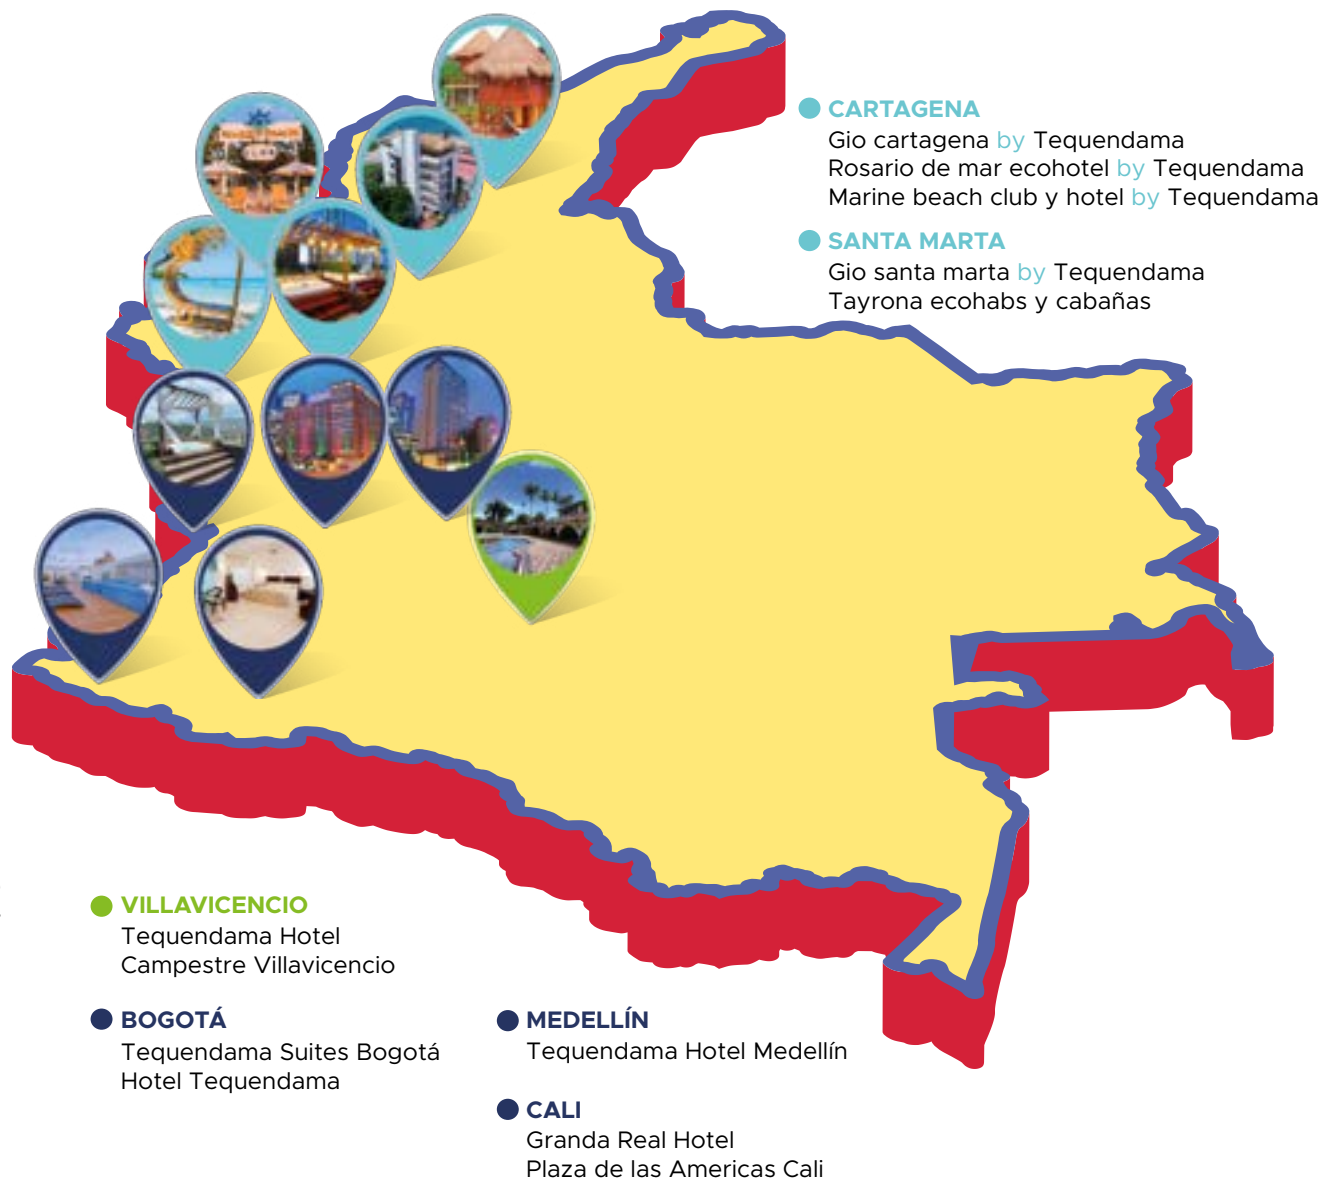 CARTAGENA
Gio cartagena by Tequendama
Rosario de mar ecohotel by Tequendama
Marine beach club y hotel by Tequendama
SANTA MARTA
Gio santa marta by Tequendama
Tayrona ecohabs y cabañas
VILLAVICENCIO
Tequendama Hotel
Campestre Villavicencio
BOGOTÁ
Tequendama Suites Bogotá
Hotel Tequendama
MEDELLÍN
Tequendama Hotel Medellín
CALI
Granda Real Hotel
Plaza de las Americas Cali